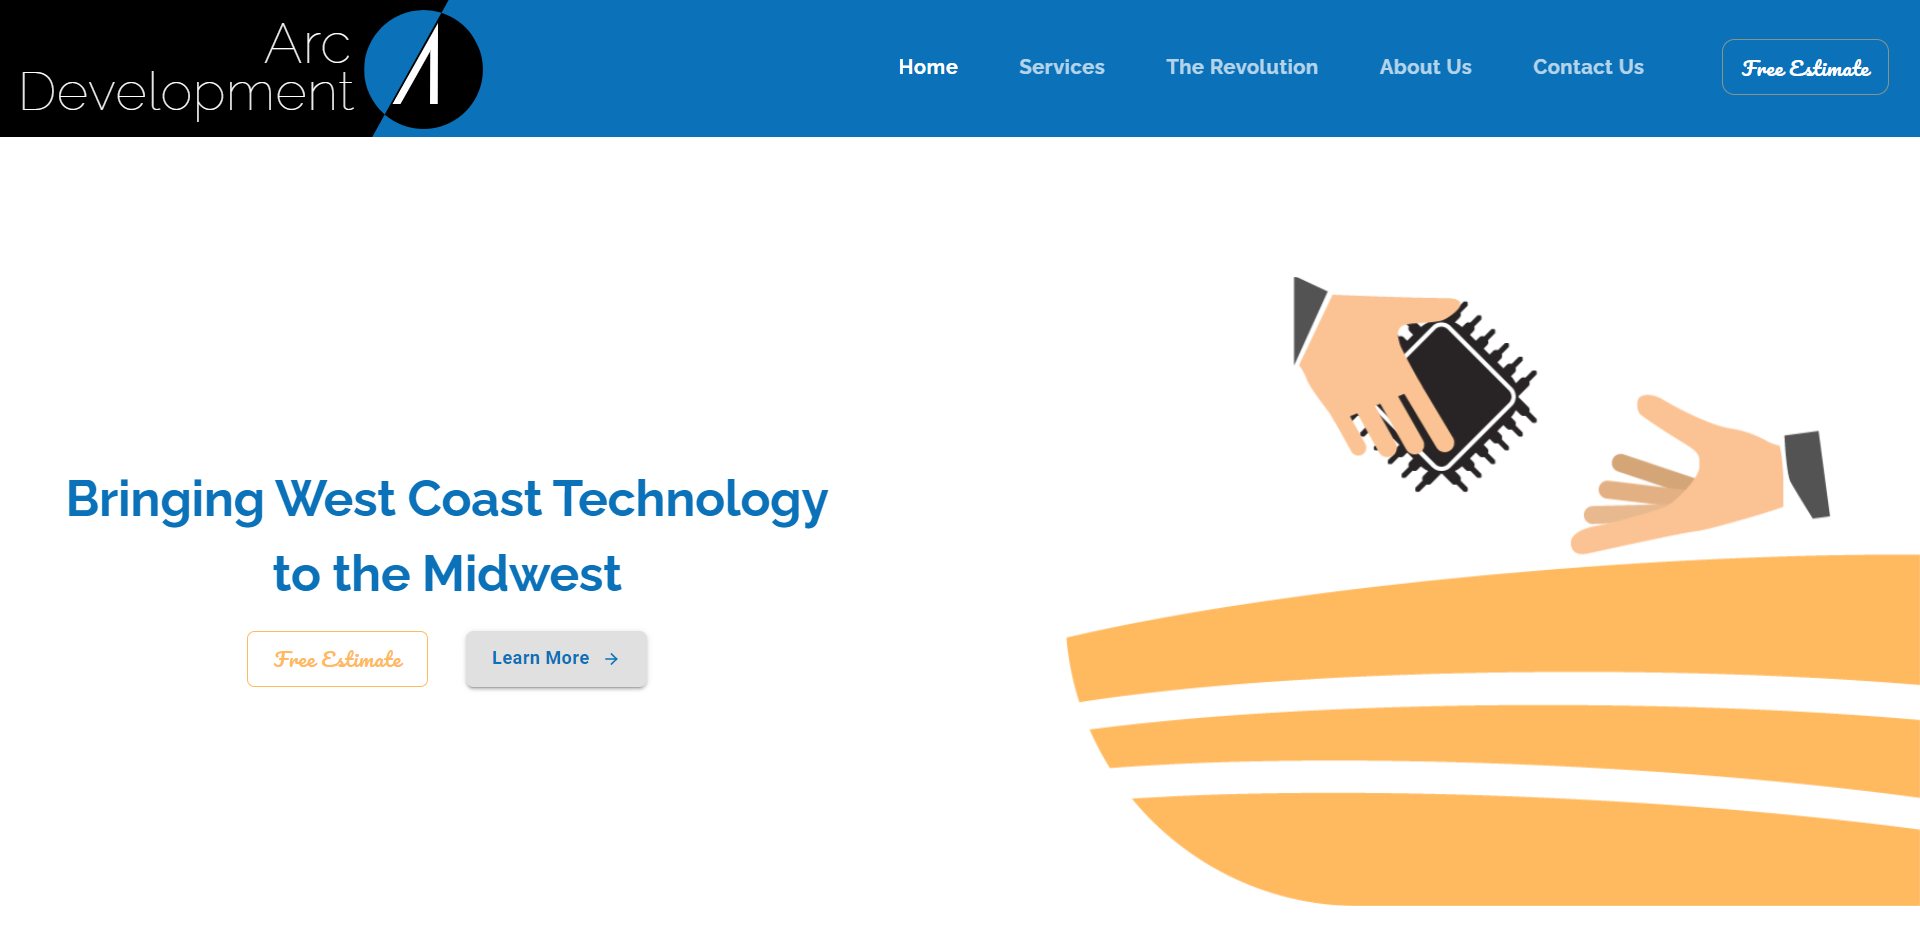 Arc
Development
Home
Services
The Revolution
About Us
Contact Us
Free Estimate
Bringing West Coast Technology
to the Midwest
Free Estimate
Learn More